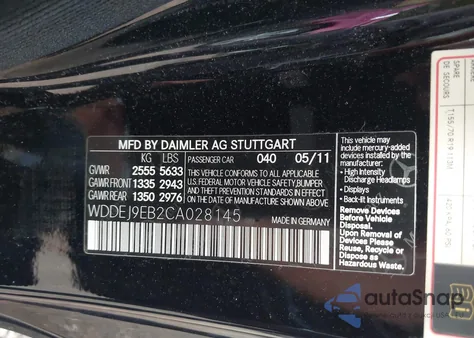 MFD BY DAIMLER AG STUTTGART
KG LBS
PASSENGER CAR 040 05/11
GVWR 2555 5633
GAWR FRONT 1335 2943
GAWR REAR 1350 2976
THIS VEHICLE CONFORMS TO ALL APPLICABLE
U.S. FEDERAL MOTOR VEHICLE SAFETY, BUMPER
AND THEFT PREVENTION STANDARDS IN EFFECT
ON THE DATE OF MANUFACTURE SHOWN ABOVE.
WDDEJ9EB2CA028145
MADE IN GERMANY
This vehicle may
include mercury-added
devices installed by the
manufacturer:
• High Intensity
Discharge Headlamps
• Displays
• Back-lit Instruments
Remove Devices Before
Vehicle Disposal.
Upon Removal of Devices
Please Reuse, Recycle
or Dispose as
Hazardous Waste.
SPARE
DE SECOURS
autoSnap